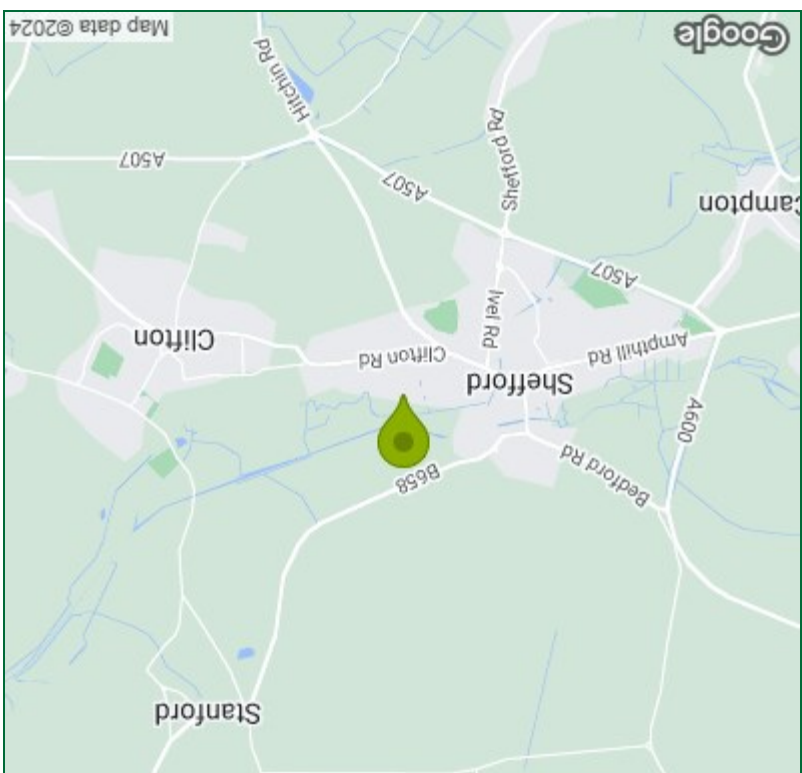 Stanford
B658
Bedford Rd
A600
Shefford
Clifton Rd
Ampthill Rd
Clifton
Ivel Rd
A507
A507
Campton
Shefford Rd
A507
Hitchin Rd
Google
Map data ©2024